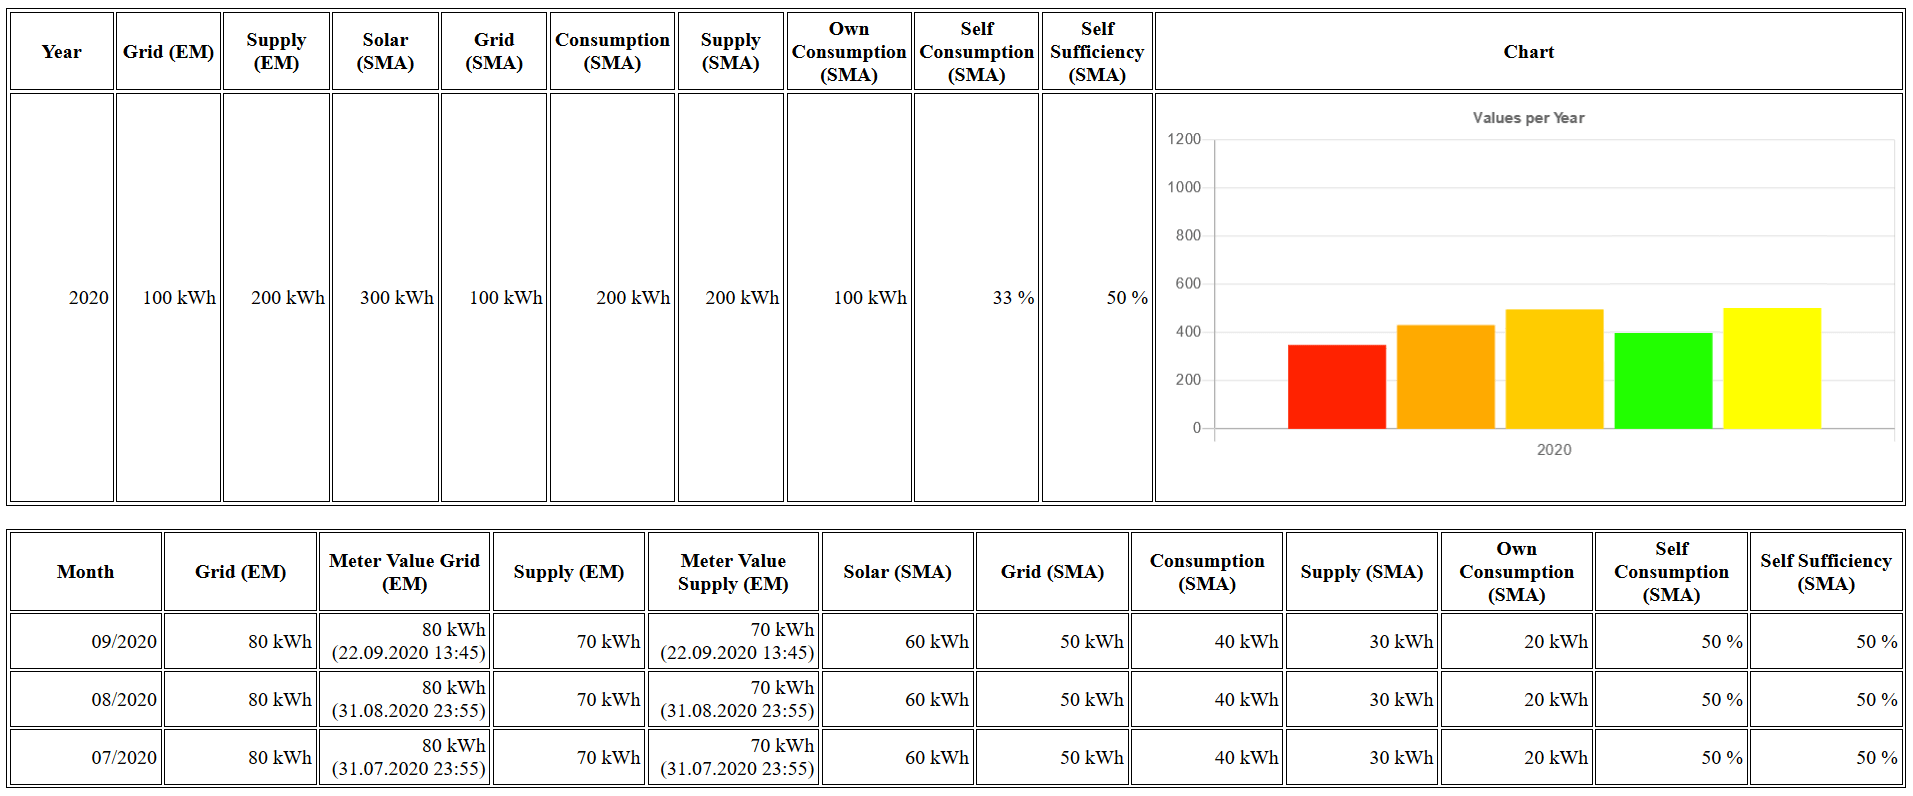 Year
Grid (EM)
Supply
(EM)
Solar
(SMA)
Grid
(SMA)
Consumption
(SMA)
Supply
(SMA)
Own
Consumption
(SMA)
Self
Consumption
(SMA)
Self
Sufficiency
(SMA)
Chart
2020
100 kWh
200 kWh
300 kWh
100 kWh
200 kWh
200 kWh
100 kWh
33 %
50 %
Values per Year
1200
1000
800
600
400
200
0
2020
Month
Grid (EM)
Meter Value Grid
(EM)
Supply (EM)
Meter Value
Supply (EM)
Solar (SMA)
Grid (SMA)
Consumption
(SMA)
Supply (SMA)
Own
Consumption
(SMA)
Self
Consumption
(SMA)
Self Sufficiency
(SMA)
09/2020
80 kWh
80 kWh
(22.09.2020 13:45)
70 kWh
70 kWh
(22.09.2020 13:45)
60 kWh
50 kWh
40 kWh
30 kWh
20 kWh
50 %
50 %
08/2020
80 kWh
80 kWh
(31.08.2020 23:55)
70 kWh
70 kWh
(31.08.2020 23:55)
60 kWh
50 kWh
40 kWh
30 kWh
20 kWh
50 %
50 %
07/2020
80 kWh
80 kWh
(31.07.2020 23:55)
70 kWh
70 kWh
(31.07.2020 23:55)
60 kWh
50 kWh
40 kWh
30 kWh
20 kWh
50 %
50 %